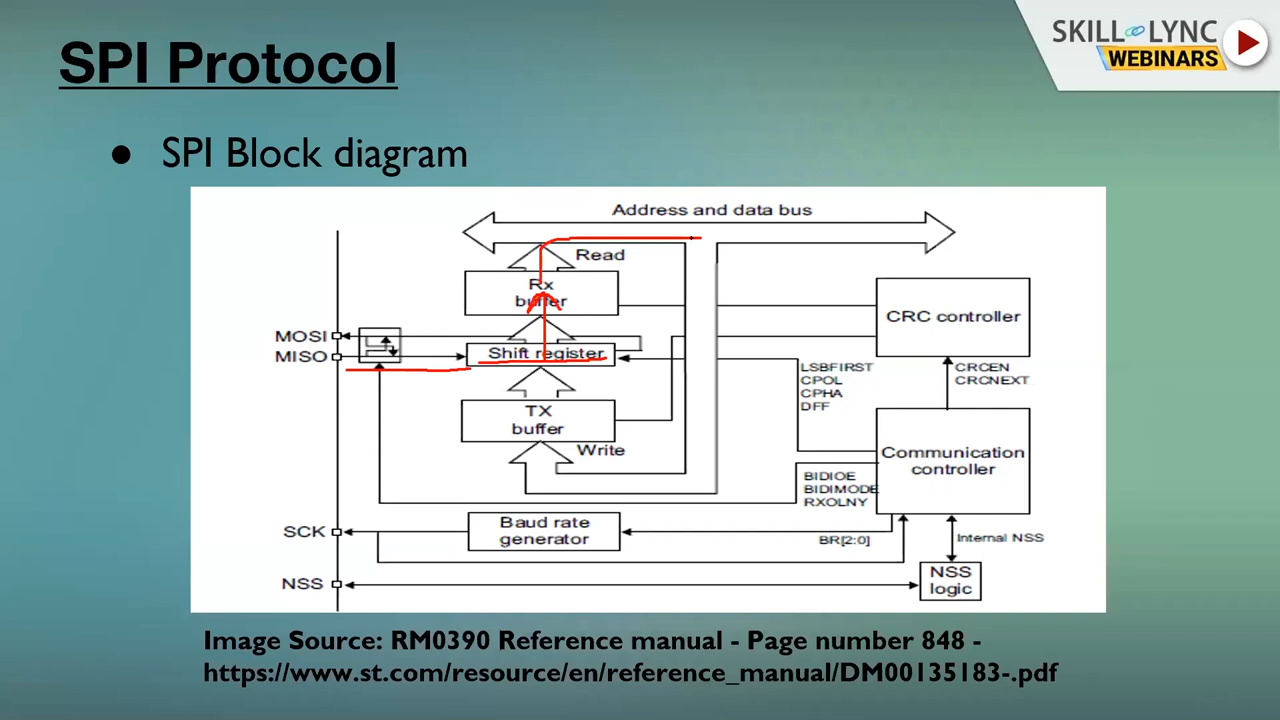 SKILL LYNC
WEBINARS
SPI Protocol
● SPI Block diagram
Address and data bus
Read
Rx
buffer
CRC controller
MOSI
MISO
Shift register
LSBFIRST
CPOL
CPHA
DFF
CRCEN
CRCNEXT
TX
buffer
Write
Communication
controller
BIDIOE
BIDIMODE
RXOLNY
SCK
Baud rate
generator
BR[2:0]
Internal NSS
NSS
NSS
logic
Image Source: RM0390 Reference manual - Page number 848 -
https://www.st.com/resource/en/reference_manual/DM00135183-.pdf